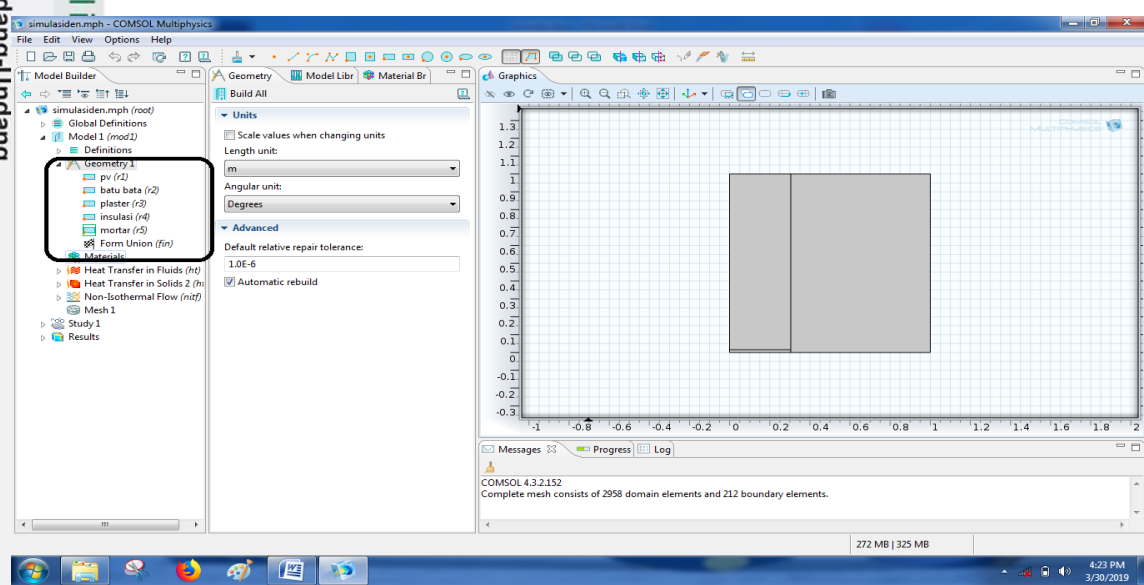 simulasiden.mph - COMSOL Multiphysics
File Edit View Options Help
Model Builder
Geometry Model Libr Material Br
Graphics
Build All
simulasiden.mph (root)
Global Definitions
Model 1 (mod1)
Definitions
Geometry 1
pv (r1)
batu bata (r2)
plaster (r3)
insulasi (r4)
mortar (r5)
Form Union (fin)
Materials
Heat Transfer in Fluids (ht)
Heat Transfer in Solids 2 (h
Non-Isothermal Flow (nitf)
Mesh 1
Study 1
Results
Units
Scale values when changing units
Length unit:
m
Angular unit:
Degrees
Advanced
Default relative repair tolerance:
1.0E-6
Automatic rebuild
COMSOL
MULTIPHYSICS
1.3
1.2
1.1
1
0.9
0.8
0.7
0.6
0.5
0.4
0.3
0.2
0.1
0
-0.1
-0.2
-0.3
-1 -0.8 -0.6 -0.4 -0.2 0 0.2 0.4 0.6 0.8 1 1.2 1.4 1.6 1.8 2
Messages Progress Log
COMSOL 4.3.2.152
Complete mesh consists of 2958 domain elements and 212 boundary elements.
272 MB | 325 MB
4:23 PM
3/30/2019